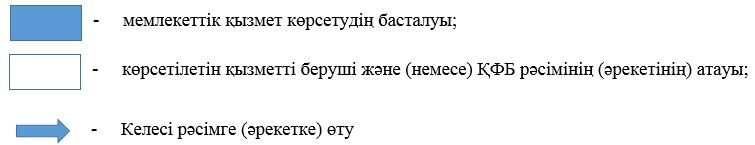 - мемлекеттік қызмет көрсетудің басталуы;
- көрсетілетін қызметті беруші және (немесе) ҚФБ рәсімінің (әрекетінің) атауы;
- Келесі рәсімге (әрекетке) өту